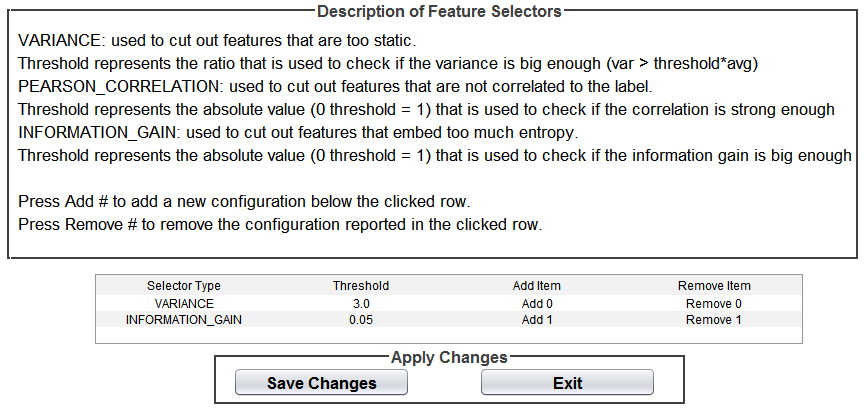 Description of Feature Selectors
VARIANCE: used to cut out features that are too static.
Threshold represents the ratio that is used to check if the variance is big enough (var > threshold*avg)
PEARSON_CORRELATION: used to cut out features that are not correlated to the label.
Threshold represents the absolute value (0 threshold = 1) that is used to check if the correlation is strong enough
INFORMATION_GAIN: used to cut out features that embed too much entropy.
Threshold represents the absolute value (0 threshold = 1) that is used to check if the information gain is big enough
Press Add # to add a new configuration below the clicked row.
Press Remove # to remove the configuration reported in the clicked row.
Selector Type Threshold Add Item Remove Item
VARIANCE 3.0 Add 0 Remove 0
INFORMATION_GAIN 0.05 Add 1 Remove 1
Apply Changes
Save Changes Exit